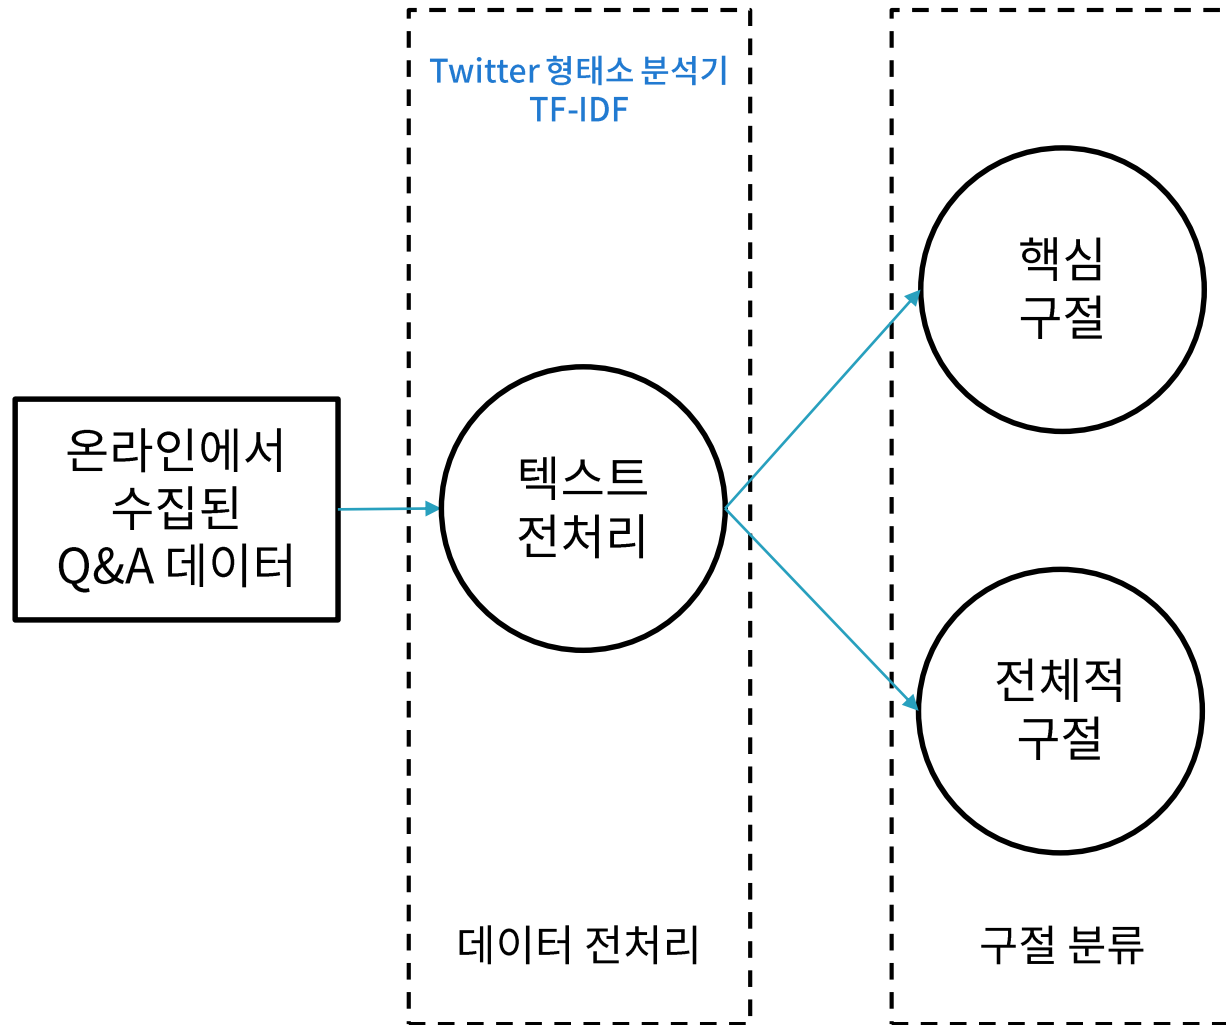 Twitter 형태소 분석기
TF-IDF
온라인에서
수집된
Q&A 데이터
텍스트
전처리
핵심
구절
전체적
구절
데이터 전처리
구절 분류